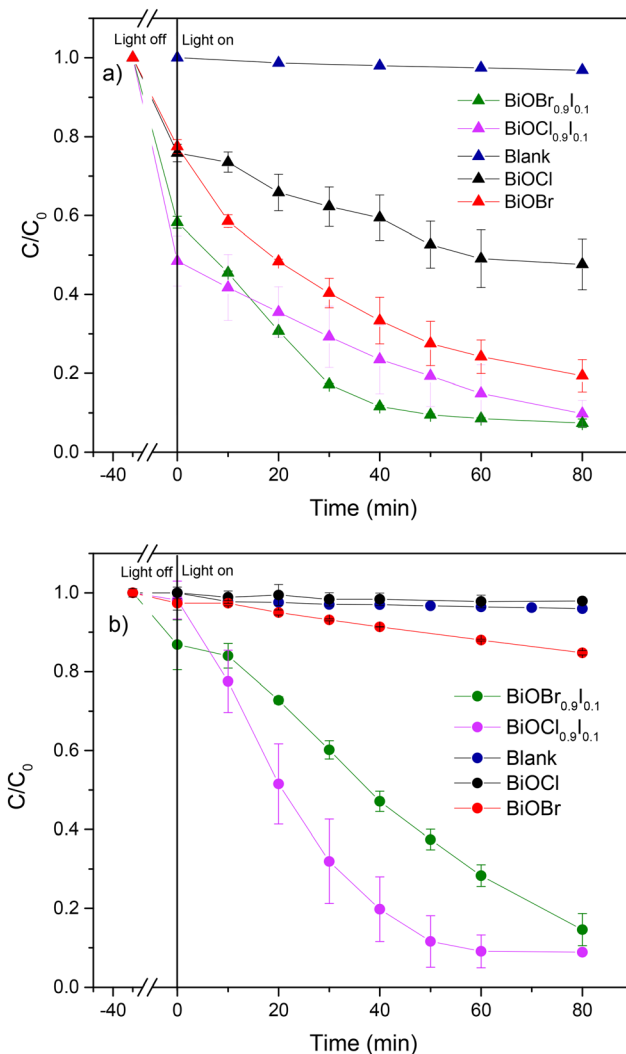 Light off Light on
a)
1.0
0.8
0.6
0.4
0.2
0.0
C/C0
BiOBr0.9I0.1
BiOCl0.9I0.1
Blank
BiOCl
BiOBr
-40 0 20 40 60 80
Time (min)
Light off Light on
b)
1.0
0.8
0.6
0.4
0.2
0.0
C/C0
BiOBr0.9I0.1
BiOCl0.9I0.1
Blank
BiOCl
BiOBr
-40 0 20 40 60 80
Time (min)